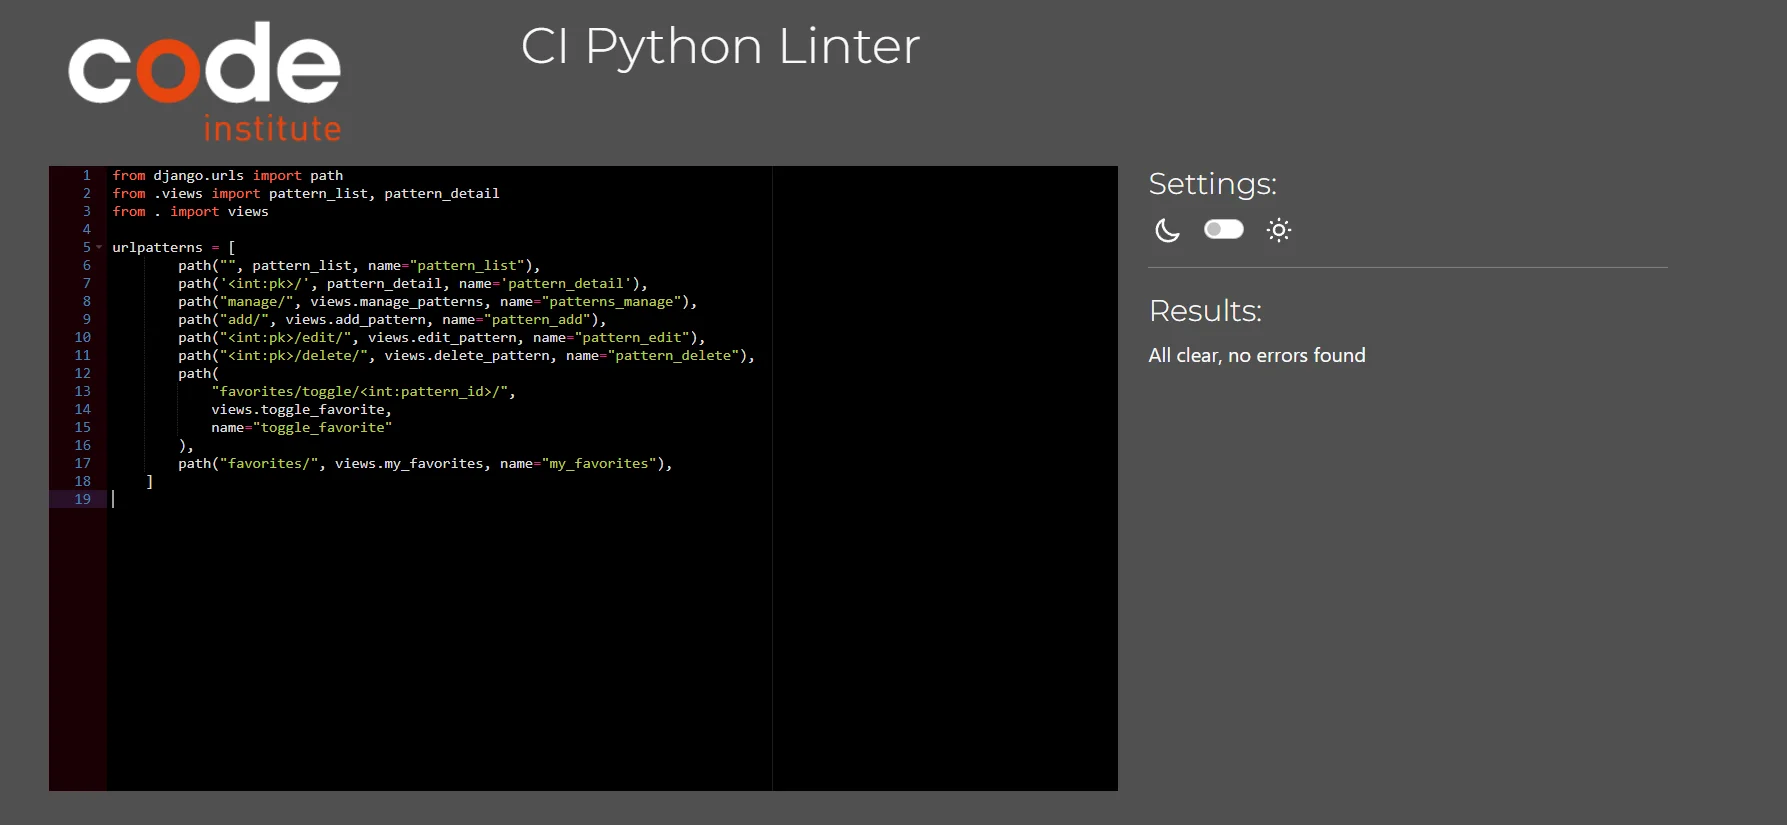 code
institute
CI Python Linter
1 from django.urls import path
2 from .views import pattern_list, pattern_detail
3 from . import views
4
5 urlpatterns = [
6         path("", pattern_list, name="pattern_list"),
7         path('<int:pk>/', pattern_detail, name='pattern_detail'),
8         path("manage/", views.manage_patterns, name="patterns_manage"),
9         path("add/", views.add_pattern, name="pattern_add"),
10         path("<int:pk>/edit/", views.edit_pattern, name="pattern_edit"),
11         path("<int:pk>/delete/", views.delete_pattern, name="pattern_delete"),
12         path(
13             "favorites/toggle/<int:pattern_id>/",
14             views.toggle_favorite,
15             name="toggle_favorite"
16         ),
17         path("favorites/", views.my_favorites, name="my_favorites"),
18     ]
19
Settings:
Results:
All clear, no errors found